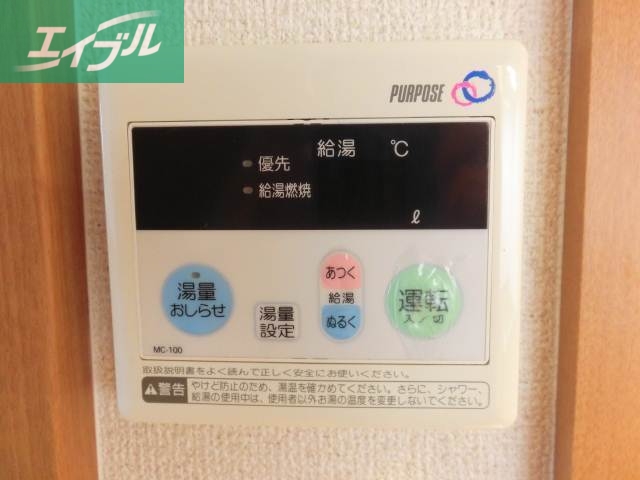 エイブル
PURPOSE
給湯 ℃
優先
給湯燃焼
ℓ
湯量
おしらせ
湯量
設定
あつく
給湯
ぬるく
運転
入/切
MC-100
取扱説明書をよく読んで正しく安全にお使いください。
警告
やけど防止のため、湯温を確かめてください。さらに、シャワー、
給湯の使用中は、使用者以外お湯の温度を変更しないでください。